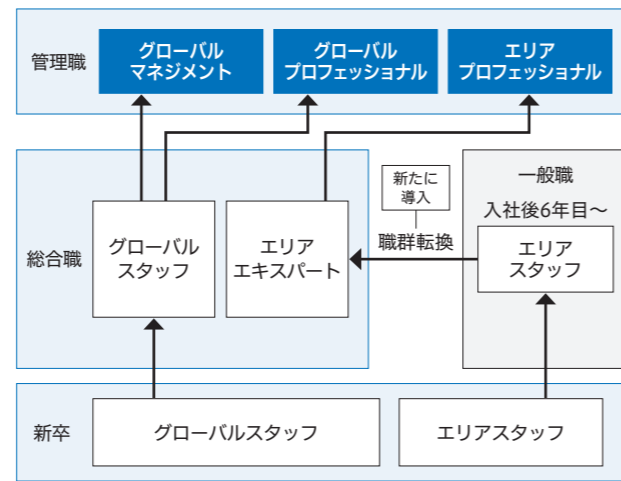 管理職
グローバル
マネジメント
グローバル
プロフェッショナル
エリア
プロフェッショナル
総合職
グローバル
スタッフ
エリア
エキスパート
新たに
導入
職群転換
一般職
入社後6年目～
エリア
スタッフ
新卒
グローバルスタッフ
エリアスタッフ